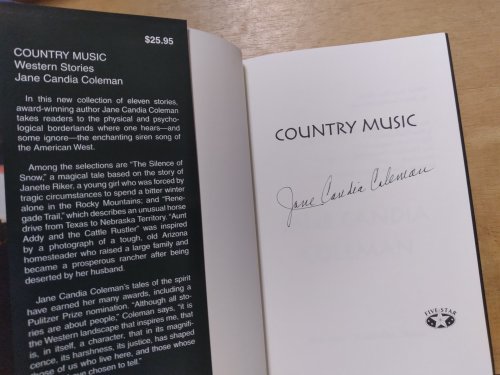 $25.95
COUNTRY MUSIC
Western Stories
Jane Candia Coleman
In this new collection of eleven stories,
award-winning author Jane Candia Coleman
takes readers to the physical and psycho-
logical borderlands where one hears—and
some ignore—the enchanting siren song of
the American West.
Among the selections are "The Silence of
Snow," a magical tale based on the story of
Janette Riker, a young girl who was forced by
tragic circumstances to spend a bitter winter
alone in the Rocky Mountains; and "Rene-
gade Trail," which describes an unusual horse
drive from Texas to Nebraska Territory. "Aunt
Addy and the Cattle Rustler" was inspired
by a photograph of a tough, old Arizona
homesteader who raised a large family and
became a prosperous rancher after being
deserted by her husband.
Jane Candia Coleman's tales of the spirit
have earned her many awards, including a
Pulitzer Prize nomination. "Although all sto-
ries are about people," Coleman says, "it is
the Western landscape that inspires me, that
is, in itself, a character, that in its magnifi-
cence, its harshness, its justice, has shaped
those of us who live here, and those whose
have chosen to tell."
COUNTRY MUSIC
Jane Candia Coleman
FIVE STAR